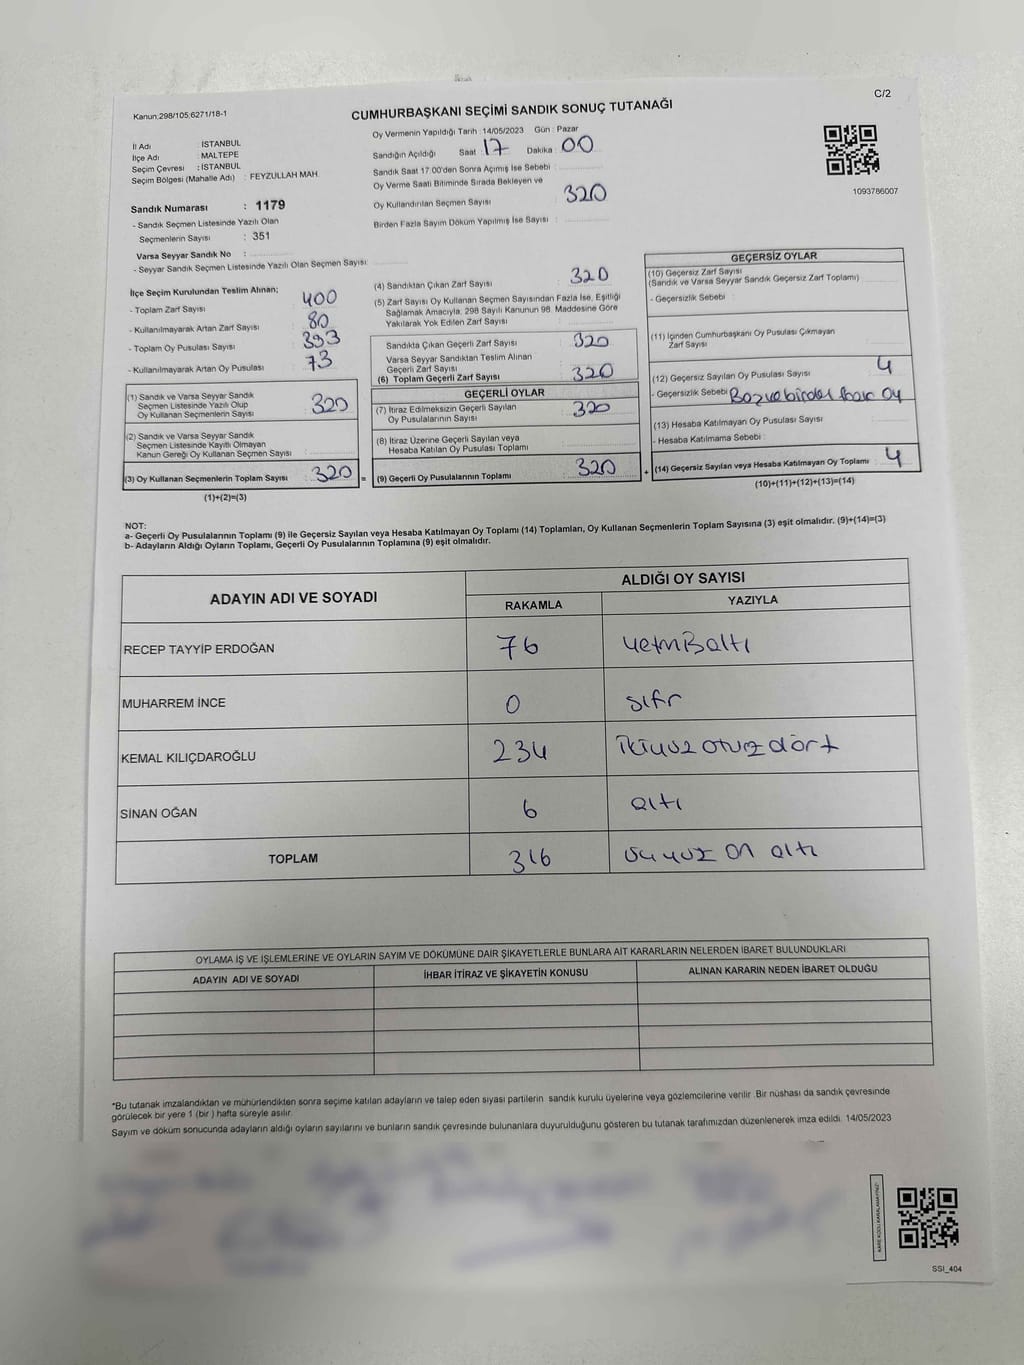 C/2
Kanun.298/105;6271/18-1
CUMHURBAŞKANI SEÇİMİ SANDIK SONUÇ TUTANAĞI
İl Adı : İSTANBUL
İlçe Adı : MALTEPE
Seçim Çevresi : İSTANBUL
Seçim Bölgesi (Mahalle Adı) : FEYZULLAH MAH.
Sandık Numarası : 1179
- Sandık Seçmen Listesinde Yazılı Olan
Seçmenlerin Sayısı : 351
Varsa Seyyar Sandık No :
- Seyyar Sandık Seçmen Listesinde Yazılı Olan Seçmen Sayısı:
Oy Vermenin Yapıldığı Tarih :14/05/2023 Gün : Pazar
Sandığın Açıldığı Saat : 17 Dakika : 00
Sandık Saat 17:00'den Sonra Açımış İse Sebebi :
Oy Verme Saati Bitiminde Sırada Bekleyen ve
Oy Kullandırılan Seçmen Sayısı : 320
Birden Fazla Sayım Döküm Yapılmış İse Sayısı :
1093786007
İlçe Seçim Kurulundan Teslim Alınan;
- Toplam Zarf Sayısı : 400
- Kullanılmayarak Artan Zarf Sayısı : 80
- Toplam Oy Pusulası Sayısı : 393
- Kullanılmayarak Artan Oy Pusulası : 73
(1) Sandık ve Varsa Seyyar Sandık
Seçmen Listesinde Yazılı Olup
Oy Kullanan Seçmenlerin Sayısı : 320
(2) Sandık ve Varsa Seyyar Sandık
Seçmen Listesinde Kayıtlı Olmayan
Kanun Gereği Oy Kullanan Seçmen Sayısı :
(3) Oy Kullanan Seçmenlerin Toplam Sayısı : 320 =
(1)+(2)=(3)
(4) Sandıktan Çıkan Zarf Sayısı : 320
(5) Zarf Sayısı Oy Kullanan Seçmen Sayısından Fazla İse, Eşitliği
Sağlamak Amacıyla, 298 Sayılı Kanunun 98. Maddesine Göre
Yakılarak Yok Edilen Zarf Sayısı :
Sandıkta Çıkan Geçerli Zarf Sayısı : 320
Varsa Seyyar Sandıktan Teslim Alınan
Geçerli Zarf Sayısı :
(6) Toplam Geçerli Zarf Sayısı : 320
GEÇERLİ OYLAR
(7) İtiraz Edilmeksizin Geçerli Sayılan
Oy Pusulalarının Sayısı : 320
(8) İtiraz Üzerine Geçerli Sayılan veya
Hesaba Katılan Oy Pusulası Toplamı :
(9) Geçerli Oy Pusulalarının Toplamı : 320 +
GEÇERSİZ OYLAR
(10) Geçersiz Zarf Sayısı
(Sandık ve Varsa Seyyar Sandık Geçersiz Zarf Toplamı) :
- Geçersizlik Sebebi :
(11) İçinden Cumhurbaşkanı Oy Pusulası Çıkmayan
Zarf Sayısı :
(12) Geçersiz Sayılan Oy Pusulası Sayısı : 4
- Geçersizlik Sebebi :
(13) Hesaba Katılmayan Oy Pusulası Sayısı :
- Hesaba Katılmama Sebebi :
(14) Geçersiz Sayılan veya Hesaba Katılmayan Oy Toplamı : 4
(10)+(11)+(12)+(13)=(14)
NOT:
a- Geçerli Oy Pusulalarının Toplamı (9) ile Geçersiz Sayılan veya Hesaba Katılmayan Oy Toplamı (14) Toplamları, Oy Kullanan Seçmenlerin Toplam Sayısına (3) eşit olmalıdır. (9)+(14)=(3)
b- Adayların Aldığı Oyların Toplamı, Geçerli Oy Pusulalarının Toplamına (9) eşit olmalıdır.
ADAYIN ADI VE SOYADI
ALDIĞI OY SAYISI
RAKAMLA YAZIYLA
RECEP TAYYİP ERDOĞAN 76 yetmişaltı
MUHARREM İNCE 0 sıfır
KEMAL KILIÇDAROĞLU 234 ikiyüz otuz dört
SİNAN OĞAN 6 altı
TOPLAM 316 üçyüz on altı
OYLAMA İŞ VE İŞLEMLERİNE VE OYLARIN SAYIM VE DÖKÜMÜNE DAİR ŞİKAYETLERLE BUNLARA AİT KARARLARIN NELERDEN İBARET BULUNDUKLARI
ADAYIN ADI VE SOYADI İHBAR İTİRAZ VE ŞİKAYETİN KONUSU ALINAN KARARIN NEDEN İBARET OLDUĞU
*Bu tutanak imzalandıktan ve mühürlendikten sonra seçime katılan adayların ve talep eden siyasi partilerin sandık kurulu üyelerine veya gözlemcilerine verilir .Bir nüshası da sandık çevresinde
görülecek bir yere 1 (bir ) hafta süreyle asılır.
Sayım ve döküm sonucunda adayların aldığı oyların sayılarını ve bunların sandık çevresinde bulunanlara duyurulduğunu gösteren bu tutanak tarafımızdan düzenlenerek imza edildi. 14/05/2023
KARE KODU KARALAMAYINIZ!
SSI_404